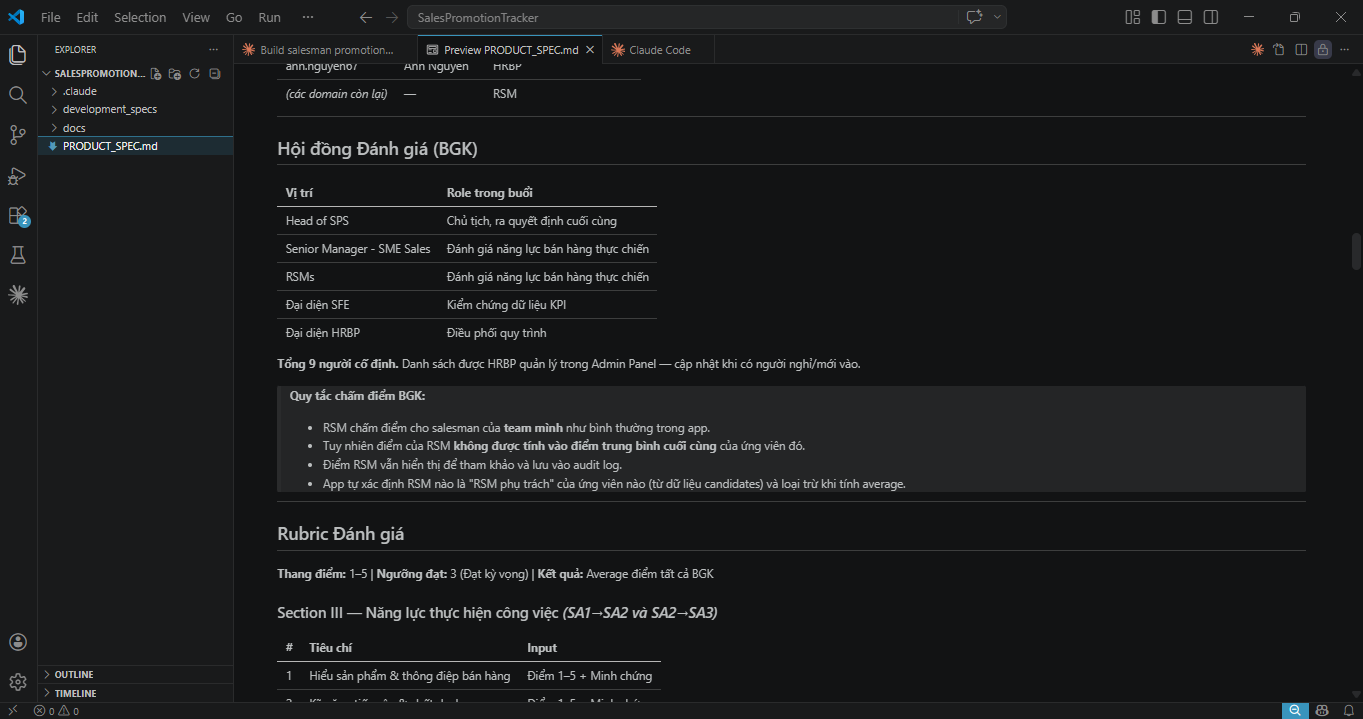 File Edit Selection View Go Run ··· SalesPromotionTracker
EXPLORER ···
SALESPROMOTION...
.claude
development_specs
docs
PRODUCT_SPEC.md
OUTLINE
TIMELINE
2
Build salesman promotion... Preview PRODUCT_SPEC.md Claude Code
anh.nguyen67 Anh Nguyen HRBP
(các domain còn lại) — RSM
Hội đồng Đánh giá (BGK)
Vị trí Role trong buổi
Head of SPS Chủ tịch, ra quyết định cuối cùng
Senior Manager - SME Sales Đánh giá năng lực bán hàng thực chiến
RSMs Đánh giá năng lực bán hàng thực chiến
Đại diện SFE Kiểm chứng dữ liệu KPI
Đại diện HRBP Điều phối quy trình
Tổng 9 người cố định. Danh sách được HRBP quản lý trong Admin Panel — cập nhật khi có người nghỉ/mới vào.
Quy tắc chấm điểm BGK:
• RSM chấm điểm cho salesman của team mình như bình thường trong app.
• Tuy nhiên điểm của RSM không được tính vào điểm trung bình cuối cùng của ứng viên đó.
• Điểm RSM vẫn hiển thị để tham khảo và lưu vào audit log.
• App tự xác định RSM nào là "RSM phụ trách" của ứng viên nào (từ dữ liệu candidates) và loại trừ khi tính average.
Rubric Đánh giá
Thang điểm: 1–5 | Ngưỡng đạt: 3 (Đạt kỳ vọng) | Kết quả: Average điểm tất cả BGK
Section III — Năng lực thực hiện công việc (SA1→SA2 và SA2→SA3)
# Tiêu chí Input
1 Hiểu sản phẩm & thông điệp bán hàng Điểm 1–5 + Minh chứng
0 0